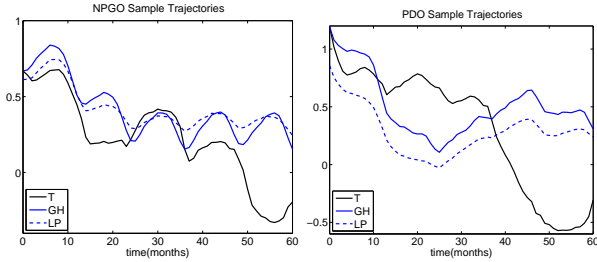 NPGO Sample Trajectories
1
0.5
0
T
GH
LP
0 10 20 30 40 50 60
time(months)
PDO Sample Trajectories
1
0.5
0
−0.5
T
GH
LP
0 10 20 30 40 50 60
time(months)